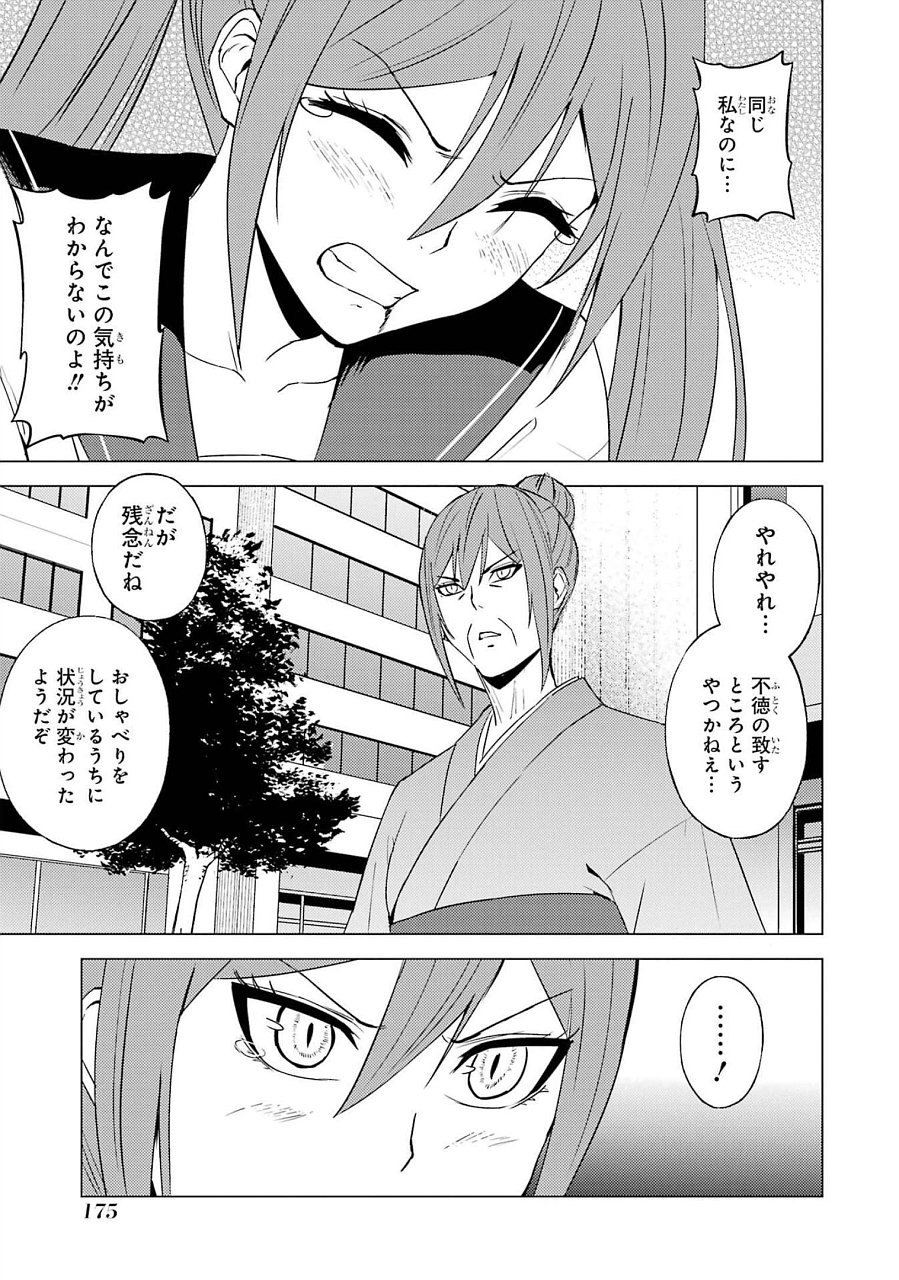 同じ
私なのに…
なんでこの気持ちが
わからないのよ!!
やれやれ…
不徳の致す
ところという
やつかねえ…
だが
残念だね
おしゃべりを
しているうちに
状況が変わった
ようだぞ
………!
175